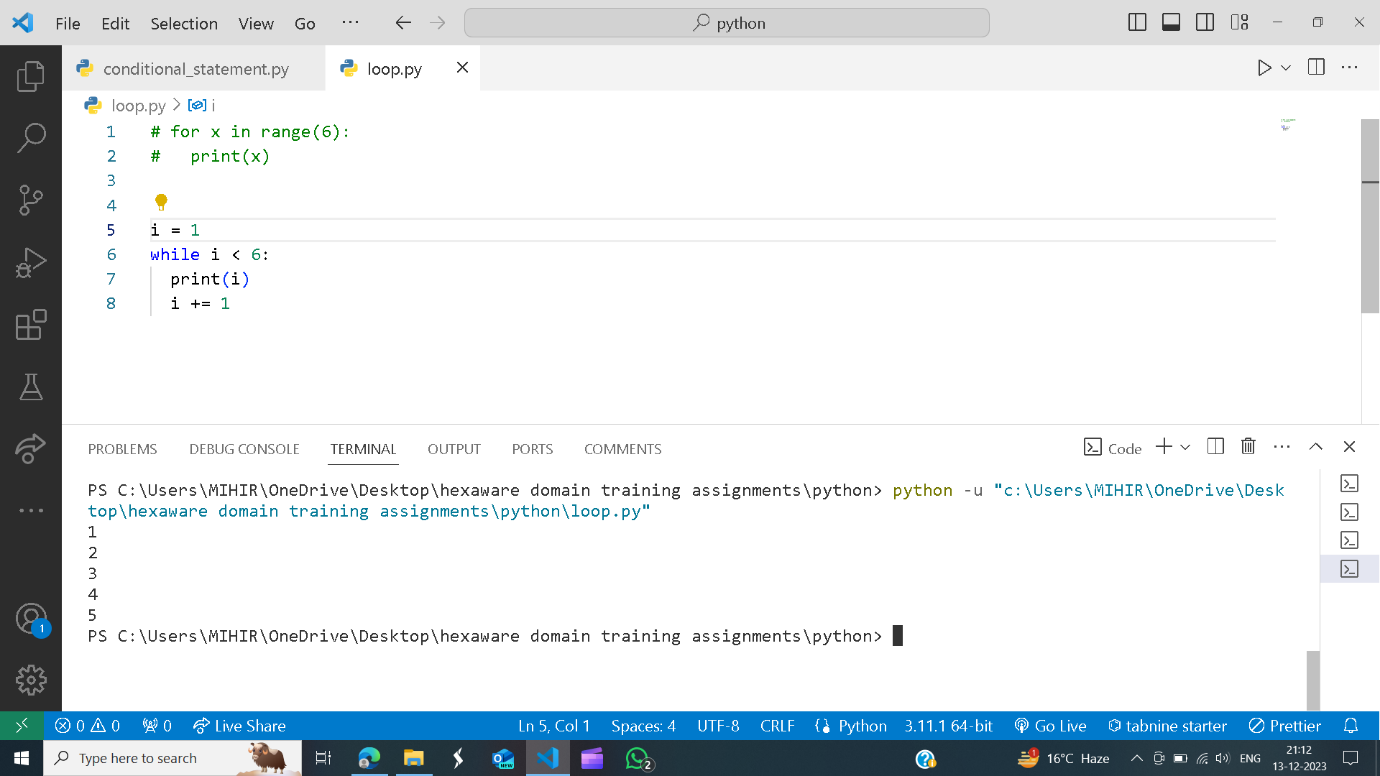 File Edit Selection View Go ··· python
conditional_statement.py loop.py
loop.py > i
1 # for x in range(6):
2 #   print(x)
3
4
5 i = 1
6 while i < 6:
7   print(i)
8   i += 1
PROBLEMS DEBUG CONSOLE TERMINAL OUTPUT PORTS COMMENTS Code
PS C:\Users\MIHIR\OneDrive\Desktop\hexaware domain training assignments\python> python -u "c:\Users\MIHIR\OneDrive\Desk
top\hexaware domain training assignments\python\loop.py"
1
2
3
4
5
PS C:\Users\MIHIR\OneDrive\Desktop\hexaware domain training assignments\python>
1
0 0 0 Live Share Ln 5, Col 1 Spaces: 4 UTF-8 CRLF Python 3.11.1 64-bit Go Live tabnine starter Prettier
Type here to search NEW 2 1 16°C Haze ENG 21:12
13-12-2023